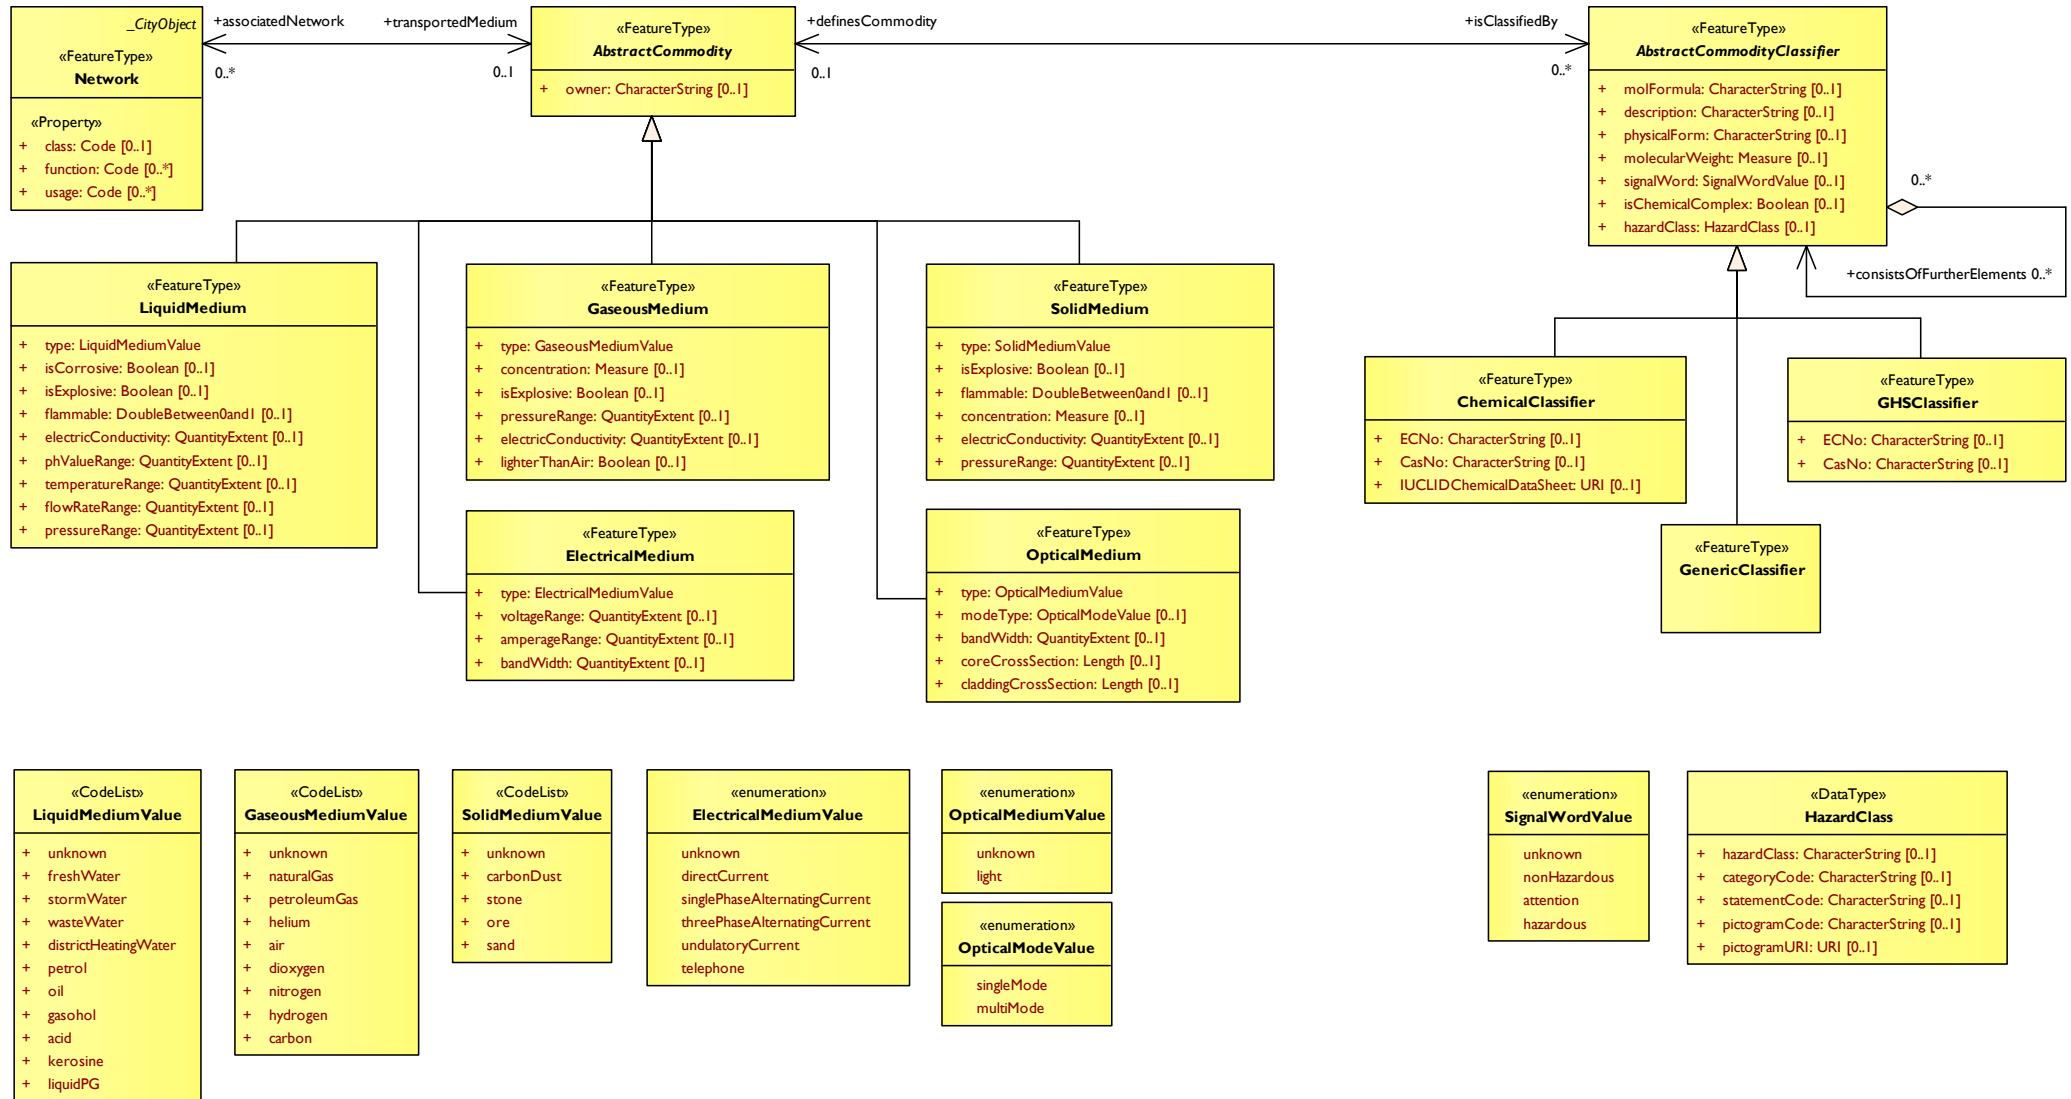 _CityObject
«FeatureType»
Network
«Property»
+ class: Code [0..1]
+ function: Code [0..*]
+ usage: Code [0..*]
+associatedNetwork
0..*
+transportedMedium
0..1
«FeatureType»
AbstractCommodity
+ owner: CharacterString [0..1]
+definesCommodity
0..1
+isClassifiedBy
0..*
«FeatureType»
AbstractCommodityClassifier
+ molFormula: CharacterString [0..1]
+ description: CharacterString [0..1]
+ physicalForm: CharacterString [0..1]
+ molecularWeight: Measure [0..1]
+ signalWord: SignalWordValue [0..1]
+ isChemicalComplex: Boolean [0..1]
+ hazardClass: HazardClass [0..1]
0..*
+consistsOfFurtherElements 0..*
«FeatureType»
LiquidMedium
+ type: LiquidMediumValue
+ isCorrosive: Boolean [0..1]
+ isExplosive: Boolean [0..1]
+ flammable: DoubleBetween0and1 [0..1]
+ electricConductivity: QuantityExtent [0..1]
+ phValueRange: QuantityExtent [0..1]
+ temperatureRange: QuantityExtent [0..1]
+ flowRateRange: QuantityExtent [0..1]
+ pressureRange: QuantityExtent [0..1]
«FeatureType»
GaseousMedium
+ type: GaseousMediumValue
+ concentration: Measure [0..1]
+ isExplosive: Boolean [0..1]
+ pressureRange: QuantityExtent [0..1]
+ electricConductivity: QuantityExtent [0..1]
+ lighterThanAir: Boolean [0..1]
«FeatureType»
SolidMedium
+ type: SolidMediumValue
+ isExplosive: Boolean [0..1]
+ flammable: DoubleBetween0and1 [0..1]
+ concentration: Measure [0..1]
+ electricConductivity: QuantityExtent [0..1]
+ pressureRange: QuantityExtent [0..1]
«FeatureType»
ChemicalClassifier
+ ECNo: CharacterString [0..1]
+ CasNo: CharacterString [0..1]
+ IUCLIDChemicalDataSheet: URI [0..1]
«FeatureType»
GHSClassifier
+ ECNo: CharacterString [0..1]
+ CasNo: CharacterString [0..1]
«FeatureType»
ElectricalMedium
+ type: ElectricalMediumValue
+ voltageRange: QuantityExtent [0..1]
+ amperageRange: QuantityExtent [0..1]
+ bandWidth: QuantityExtent [0..1]
«FeatureType»
OpticalMedium
+ type: OpticalMediumValue
+ modeType: OpticalModeValue [0..1]
+ bandWidth: QuantityExtent [0..1]
+ coreCrossSection: Length [0..1]
+ claddingCrossSection: Length [0..1]
«FeatureType»
GenericClassifier
«CodeList»
LiquidMediumValue
+ unknown
+ freshWater
+ stormWater
+ wasteWater
+ districtHeatingWater
+ petrol
+ oil
+ gasohol
+ acid
+ kerosine
+ liquidPG
«CodeList»
GaseousMediumValue
+ unknown
+ naturalGas
+ petroleumGas
+ helium
+ air
+ dioxygen
+ nitrogen
+ hydrogen
+ carbon
«CodeList»
SolidMediumValue
+ unknown
+ carbonDust
+ stone
+ ore
+ sand
«enumeration»
ElectricalMediumValue
unknown
directCurrent
singlePhaseAlternatingCurrent
threePhaseAlternatingCurrent
undulatoryCurrent
telephone
«enumeration»
OpticalMediumValue
unknown
light
«enumeration»
OpticalModeValue
singleMode
multiMode
«enumeration»
SignalWordValue
unknown
nonHazardous
attention
hazardous
«DataType»
HazardClass
+ hazardClass: CharacterString [0..1]
+ categoryCode: CharacterString [0..1]
+ statementCode: CharacterString [0..1]
+ pictogramCode: CharacterString [0..1]
+ pictogramURI: URI [0..1]